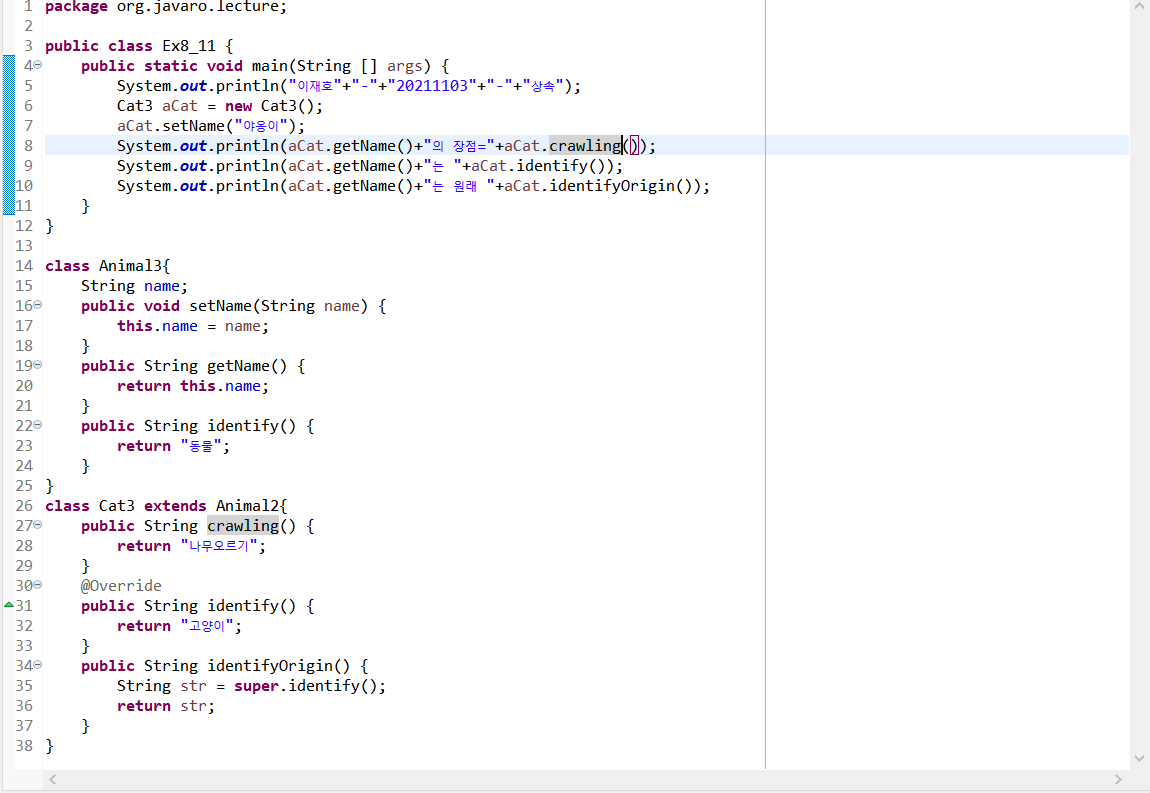 1 package org.javaro.lecture;
2
3 public class Ex8_11 {
4 public static void main(String [] args) {
5 System.out.println("이재호"+"-"+"20211103"+"-"+"상속");
6 Cat3 aCat = new Cat3();
7 aCat.setName("야옹이");
8 System.out.println(aCat.getName()+"의 장점="+aCat.crawling());
9 System.out.println(aCat.getName()+"는 "+aCat.identify());
10 System.out.println(aCat.getName()+"는 원래 "+aCat.identifyOrigin());
11 }
12 }
13
14 class Animal3{
15 String name;
16 public void setName(String name) {
17 this.name = name;
18 }
19 public String getName() {
20 return this.name;
21 }
22 public String identify() {
23 return "동물";
24 }
25 }
26 class Cat3 extends Animal2{
27 public String crawling() {
28 return "나무오르기";
29 }
30 @Override
31 public String identify() {
32 return "고양이";
33 }
34 public String identifyOrigin() {
35 String str = super.identify();
36 return str;
37 }
38 }